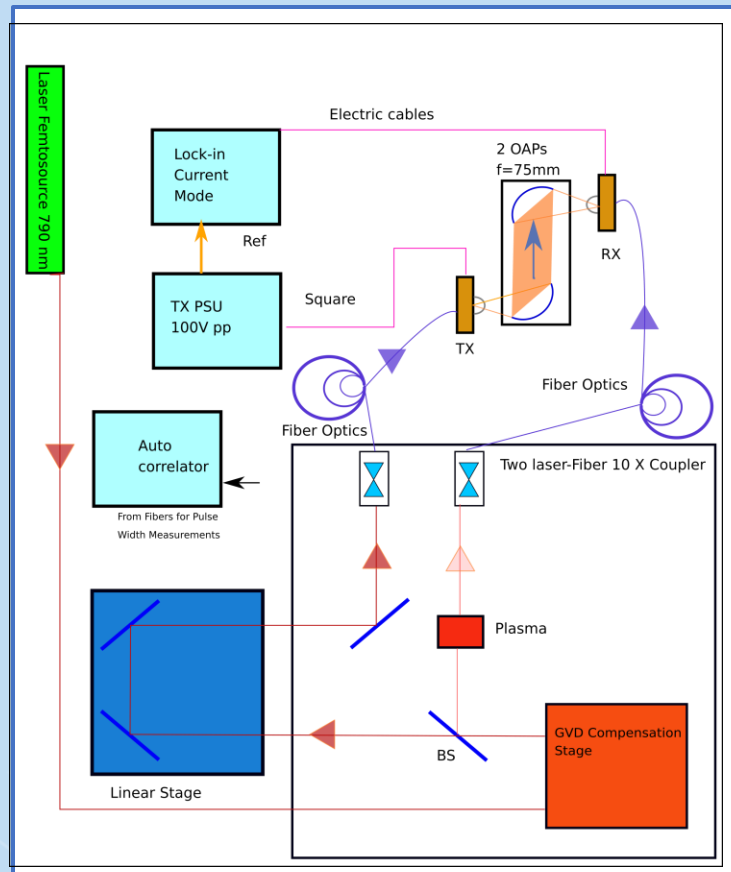 Laser Femtosource 790 nm
Electric cables
Lock-in
Current
Mode
2 OAPs
f=75mm
Ref
RX
TX PSU
100V pp
Square
TX
Fiber Optics
Fiber Optics
Auto
correlator
Two laser-Fiber 10 X Coupler
From Fibers for Pulse
Width Measurements
Plasma
GVD Compensation
Stage
BS
Linear Stage